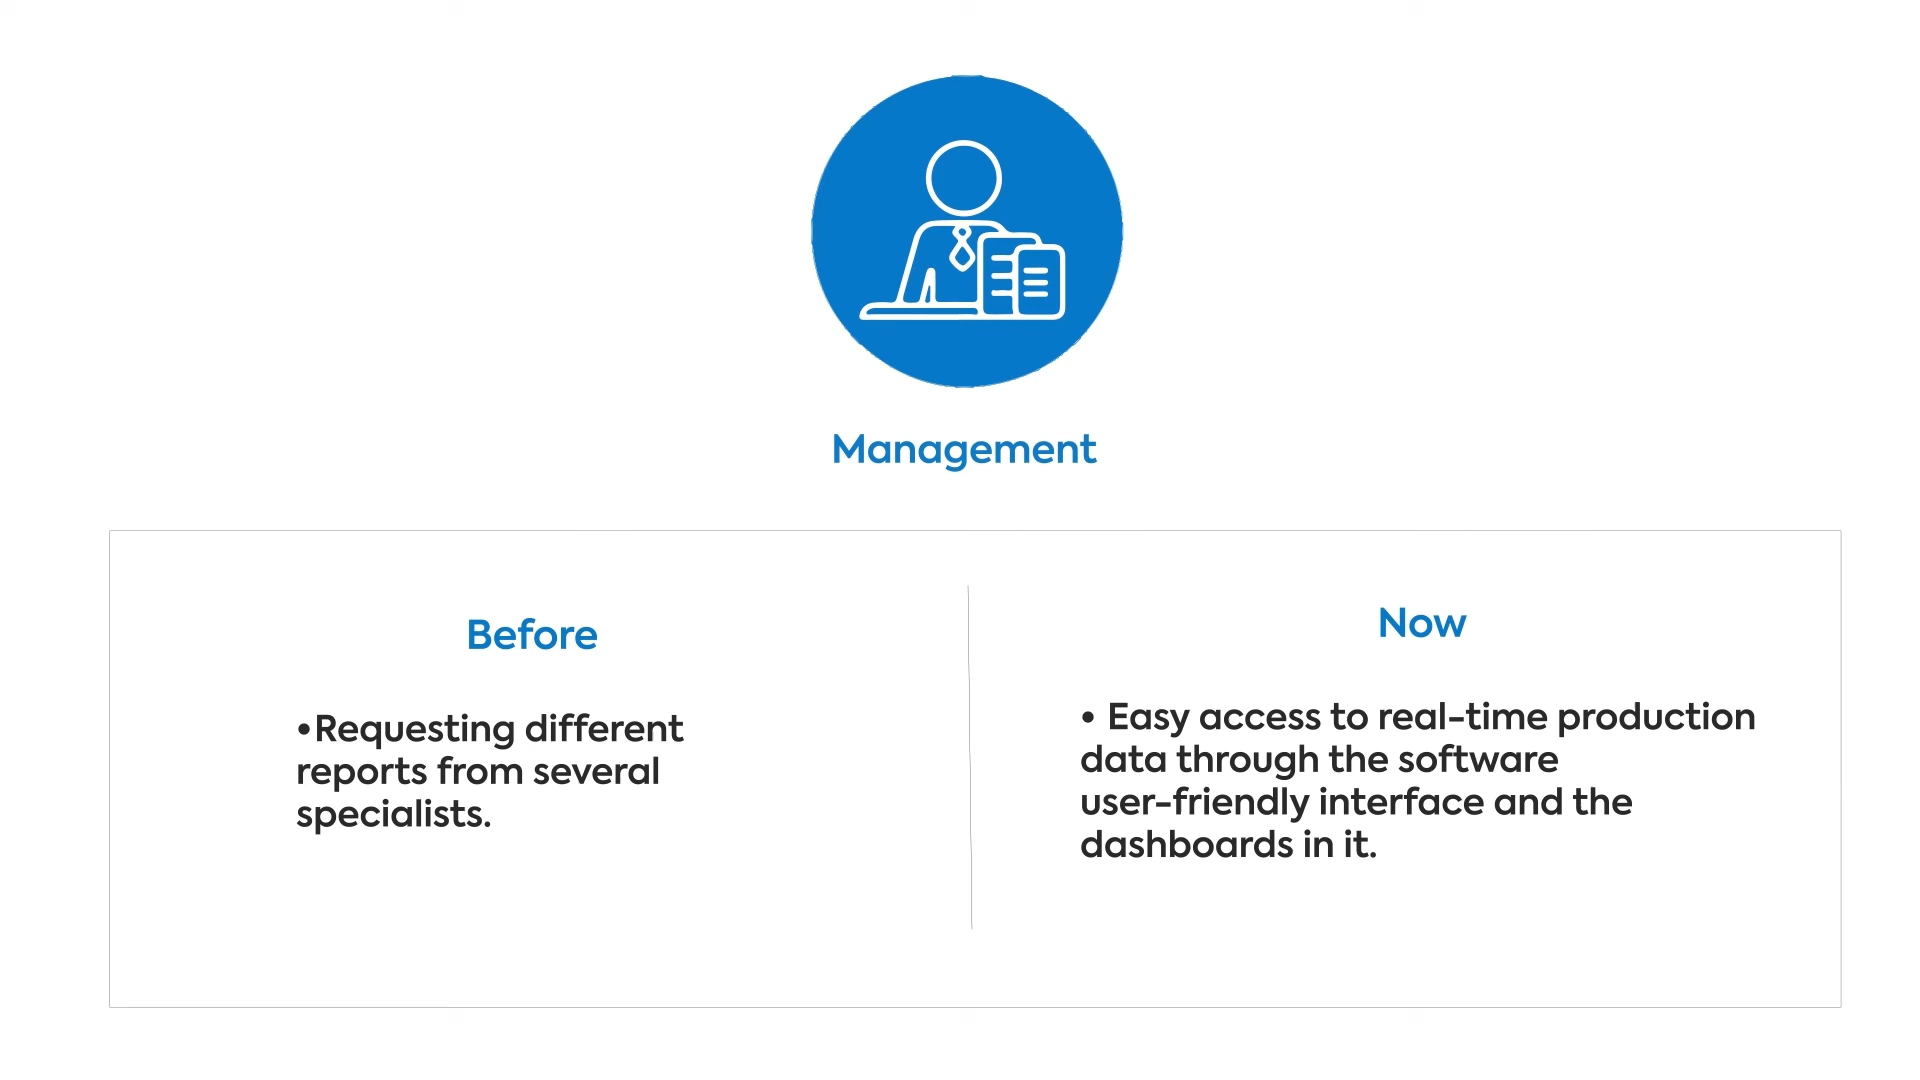 Management
Before
•Requesting different
reports from several
specialists.
Now
• Easy access to real-time production
data through the software
user-friendly interface and the
dashboards in it.